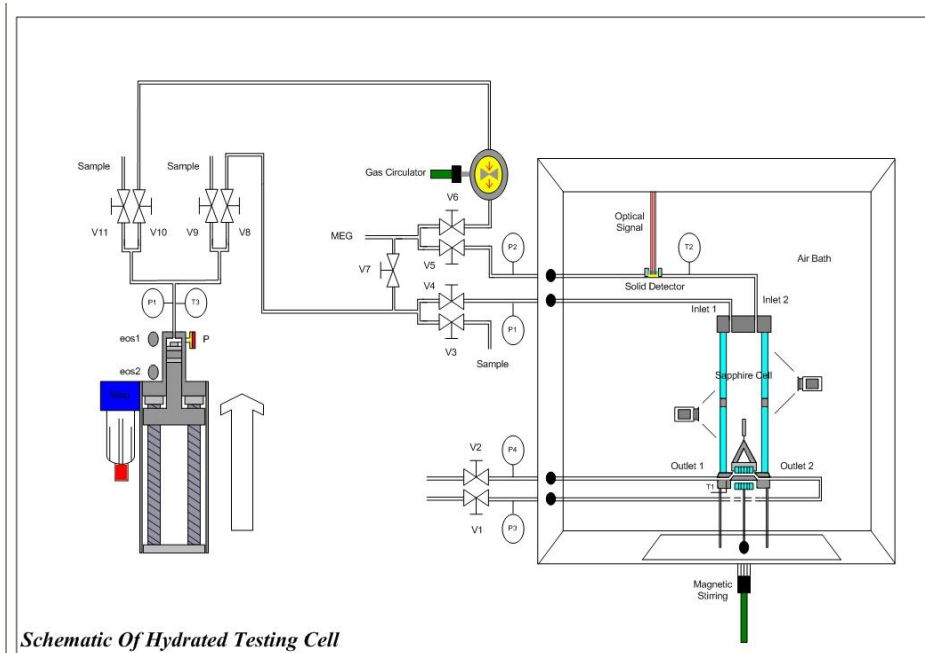 Sample
Sample
V11
V10
V9
V8
Gas Circulator
V6
MEG
V5
V7
V4
V3
Sample
P2
P1
Optical
Signal
T2
Air Bath
Solid Detector
Inlet 1
Inlet 2
Sapphire Cell
P1
T3
eos1
P
eos2
V2
P4
V1
P3
Outlet 1
Outlet 2
T1
Magnetic
Stirring
Schematic Of Hydrated Testing Cell